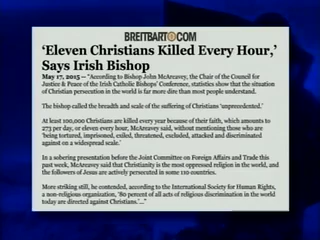 BREITBART.COM
‘Eleven Christians Killed Every Hour,’
Says Irish Bishop
May 17, 2015 — “According to Bishop John McAreavey, the Chair of the Council for
Justice & Peace of the Irish Catholic Bishops’ Conference, statistics show that the situation
of Christian persecution in the world is far more dire than most people understand.
The bishop called the breadth and scale of the suffering of Christians ‘unprecedented.’
At least 100,000 Christians are killed every year because of their faith, which amounts to
273 per day, or eleven every hour, McAreavey said, without mentioning those who are
‘being tortured, imprisoned, exiled, threatened, excluded, attacked and discriminated
against on a widespread scale.’
In a sobering presentation before the Joint Committee on Foreign Affairs and Trade this
past week, McAreavey said that Christianity is the most oppressed religion in the world, and
the followers of Jesus are actively persecuted in some 110 countries.
More striking still, he contended, according to the International Society for Human Rights,
a non-religious organization, ‘80 percent of all acts of religious discrimination in the world
today are directed against Christians.’...”